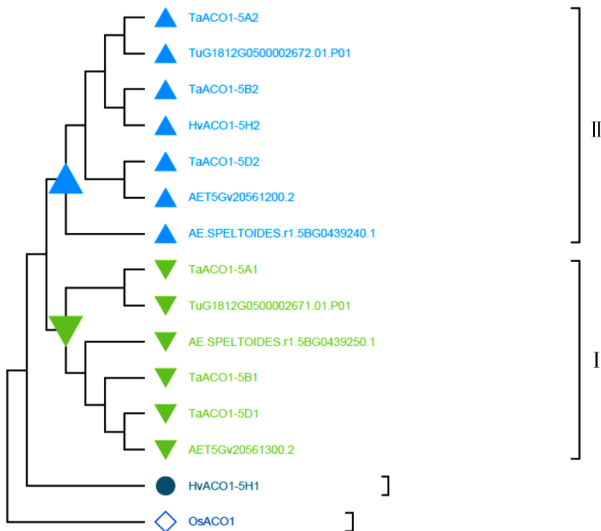 TaACO1-5A2
TuG1812G0500002672.01.P01
TaACO1-5B2
HvACO1-5H2
TaACO1-5D2
AET5Gv20561200.2
AE.SPELTOIDES.r1.5BG0439240.1
II
TaACO1-5A1
TuG1812G0500002671.01.P01
AE.SPELTOIDES.r1.5BG0439250.1
I
TaACO1-5B1
TaACO1-5D1
AET5Gv20561300.2
HvACO1-5H1
OsACO1